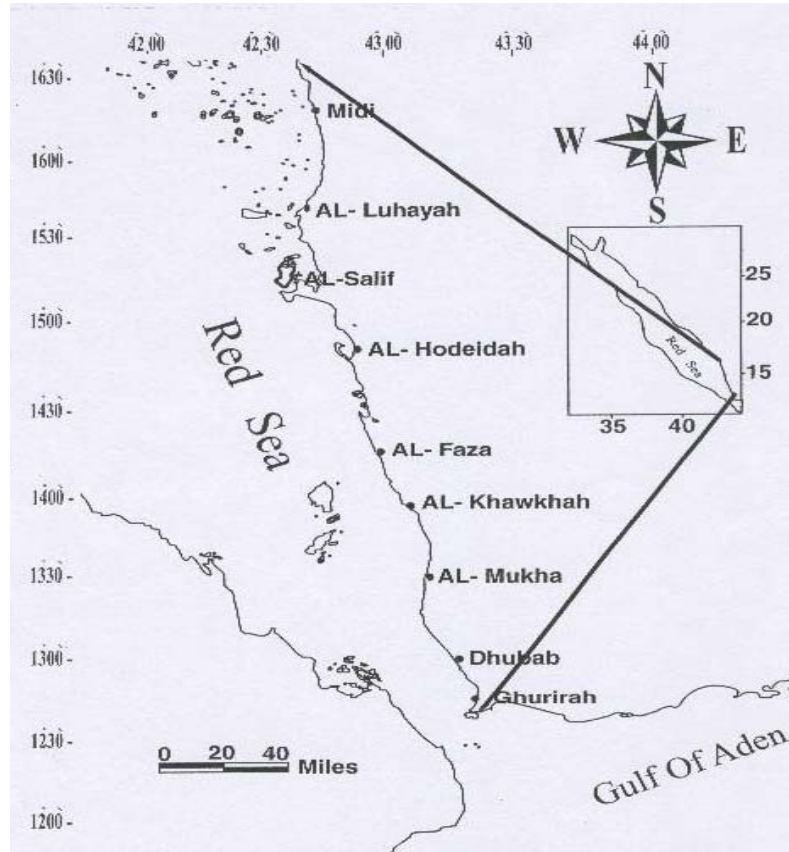 42,00 42,30 43,00 43,30 44,00
N
1630
Midi
W E
1600
S
AL- Luhayah
1530
25
AL-Salif
20
1500
Red Sea
AL- Hodeidah
Red Sea
15
1430
35 40
AL- Faza
1400
AL- Khawkhah
1330
AL- Mukha
1300
Dhubab
Ghurirah
1230
0 20 40
Miles
Gulf Of Aden
1200